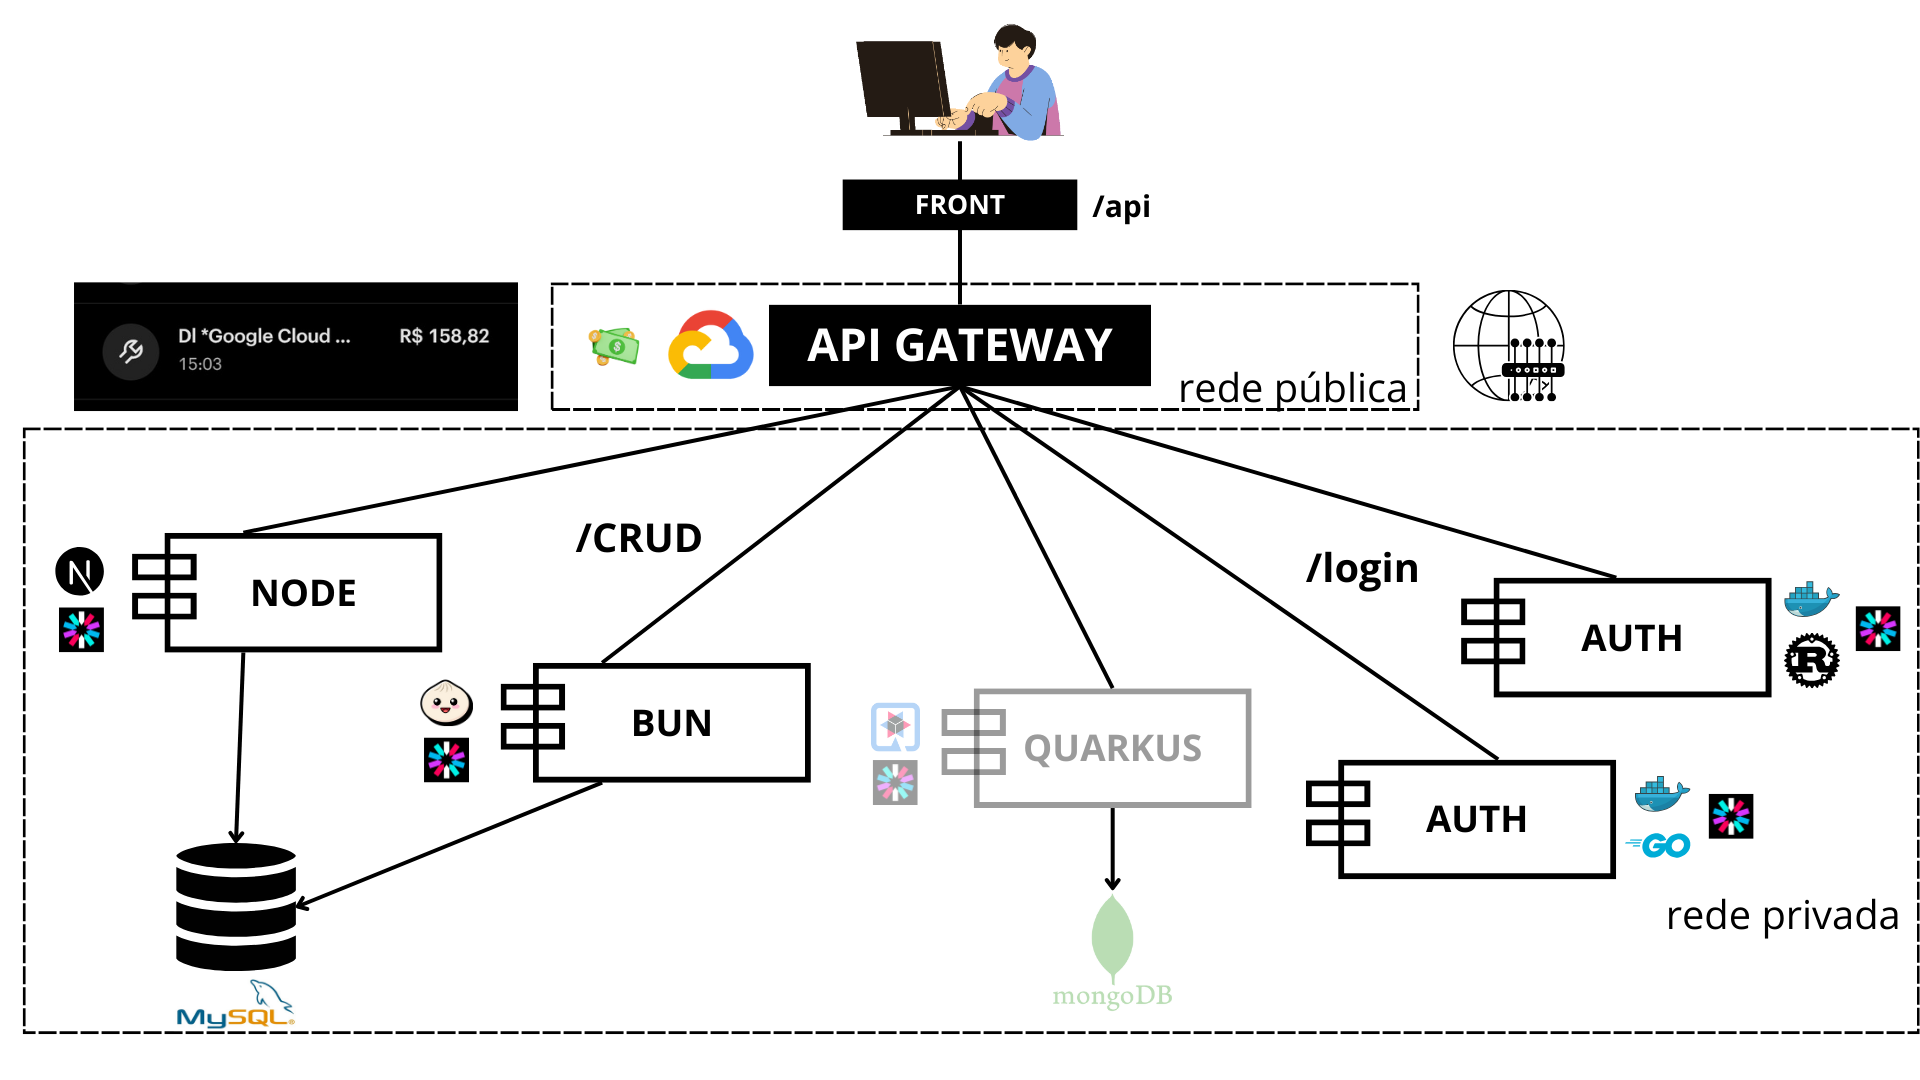 FRONT
/api
Dl *Google Cloud ...
R$ 158,82
15:03
API GATEWAY
rede pública
/CRUD
/login
N
NODE
AUTH
R
BUN
QUARKUS
AUTH
GO
rede privada
mongoDB
MySQL®